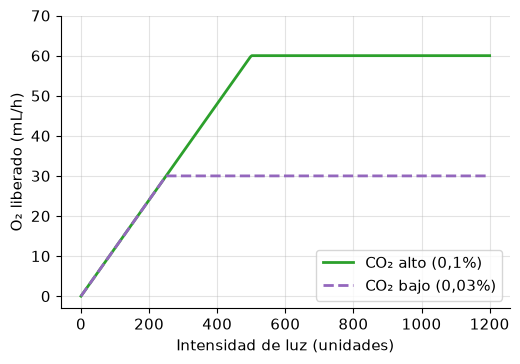 70
60
50
40
30
20
10
0
O₂ liberado (mL/h)
CO₂ alto (0,1%)
CO₂ bajo (0,03%)
0 200 400 600 800 1000 1200
Intensidad de luz (unidades)